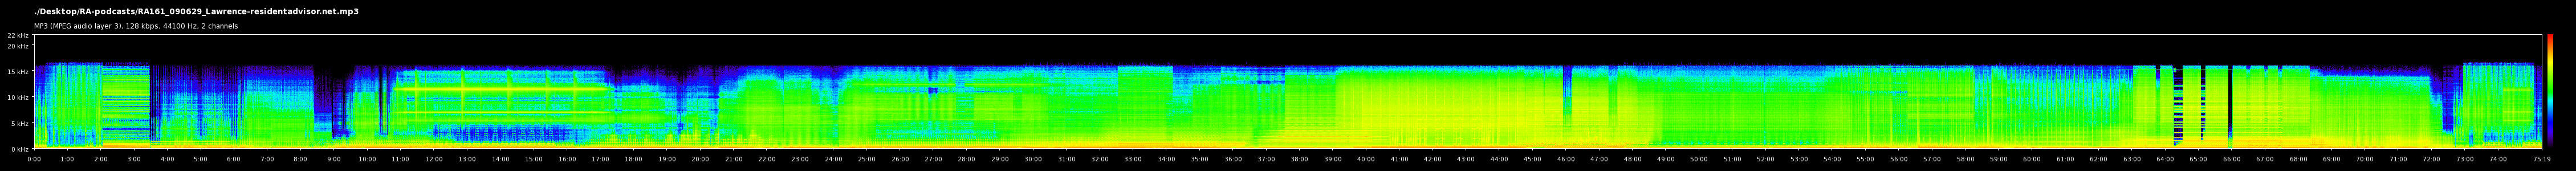 ./Desktop/RA-podcasts/RA161_090629_Lawrence-residentadvisor.net.mp3
MP3 (MPEG audio layer 3), 128 kbps, 44100 Hz, 2 channels
22 kHz
20 kHz
15 kHz
10 kHz
5 kHz
0 kHz
0:00 1:00 2:00 3:00 4:00 5:00 6:00 7:00 8:00 9:00 10:00 11:00 12:00 13:00 14:00 15:00 16:00 17:00 18:00 19:00 20:00 21:00 22:00 23:00 24:00 25:00 26:00 27:00 28:00 29:00 30:00 31:00 32:00 33:00 34:00 35:00 36:00 37:00 38:00 39:00 40:00 41:00 42:00 43:00 44:00 45:00 46:00 47:00 48:00 49:00 50:00 51:00 52:00 53:00 54:00 55:00 56:00 57:00 58:00 59:00 60:00 61:00 62:00 63:00 64:00 65:00 66:00 67:00 68:00 69:00 70:00 71:00 72:00 73:00 74:00 75:19